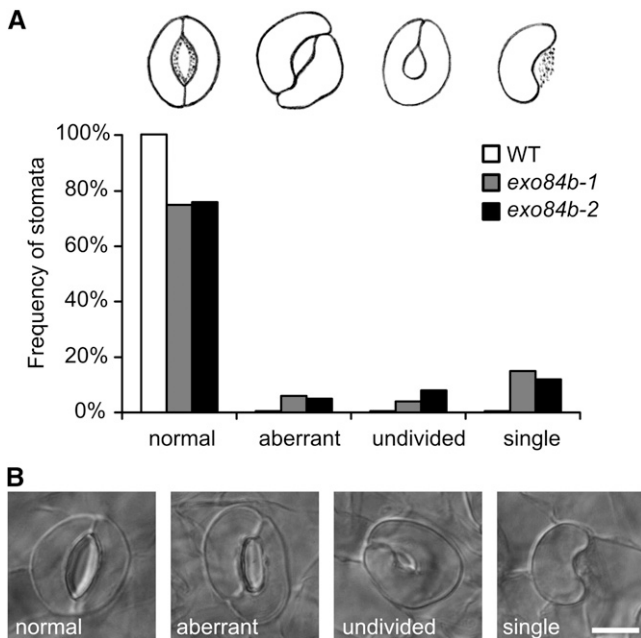 A
100%
80%
60%
40%
20%
0%
Frequency of stomata
WT
exo84b-1
exo84b-2
normal aberrant undivided single
B
normal aberrant undivided single